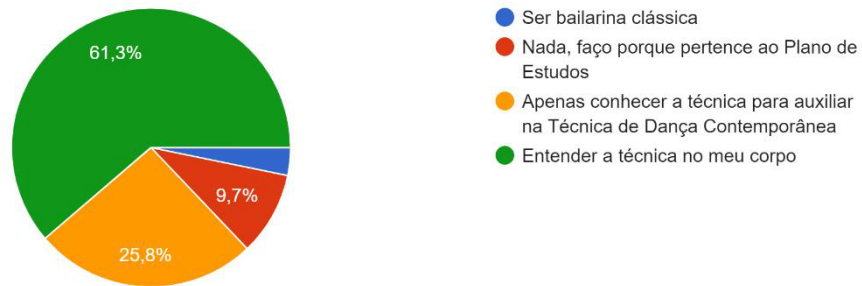 61,3%
9,7%
25,8%
Ser bailarina clássica
Nada, faço porque pertence ao Plano de
Estudos
Apenas conhecer a técnica para auxiliar
na Técnica de Dança Contemporânea
Entender a técnica no meu corpo